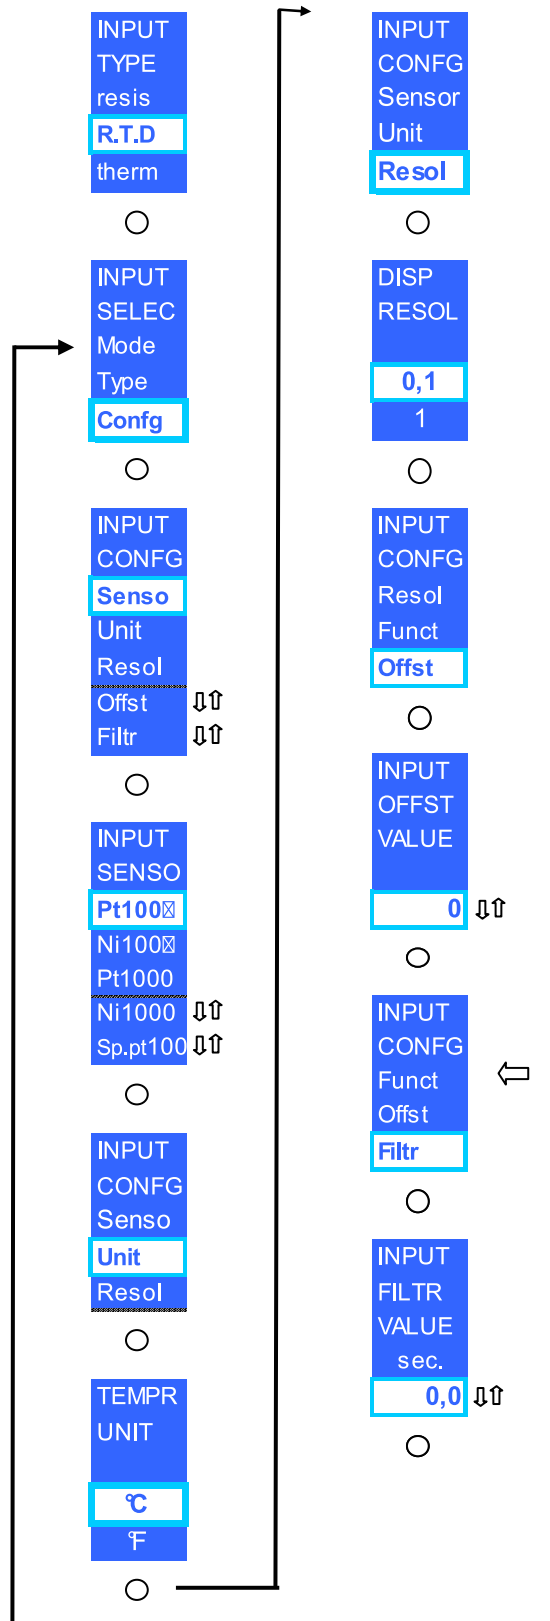 INPUT
TYPE
resis
R.T.D
therm
INPUT
SELEC
Mode
Type
Confg
INPUT
CONFG
Senso
Unit
Resol
Offst
Filtr
INPUT
SENSO
Pt100
Ni100
Pt1000
Ni1000
Sp.pt100
INPUT
CONFG
Senso
Unit
Resol
TEMPR
UNIT
°C
°F
INPUT
CONFG
Sensor
Unit
Resol
DISP
RESOL
0,1
1
INPUT
CONFG
Resol
Funct
Offst
INPUT
OFFST
VALUE
0
INPUT
CONFG
Funct
Offst
Filtr
INPUT
FILTR
VALUE
sec.
0,0